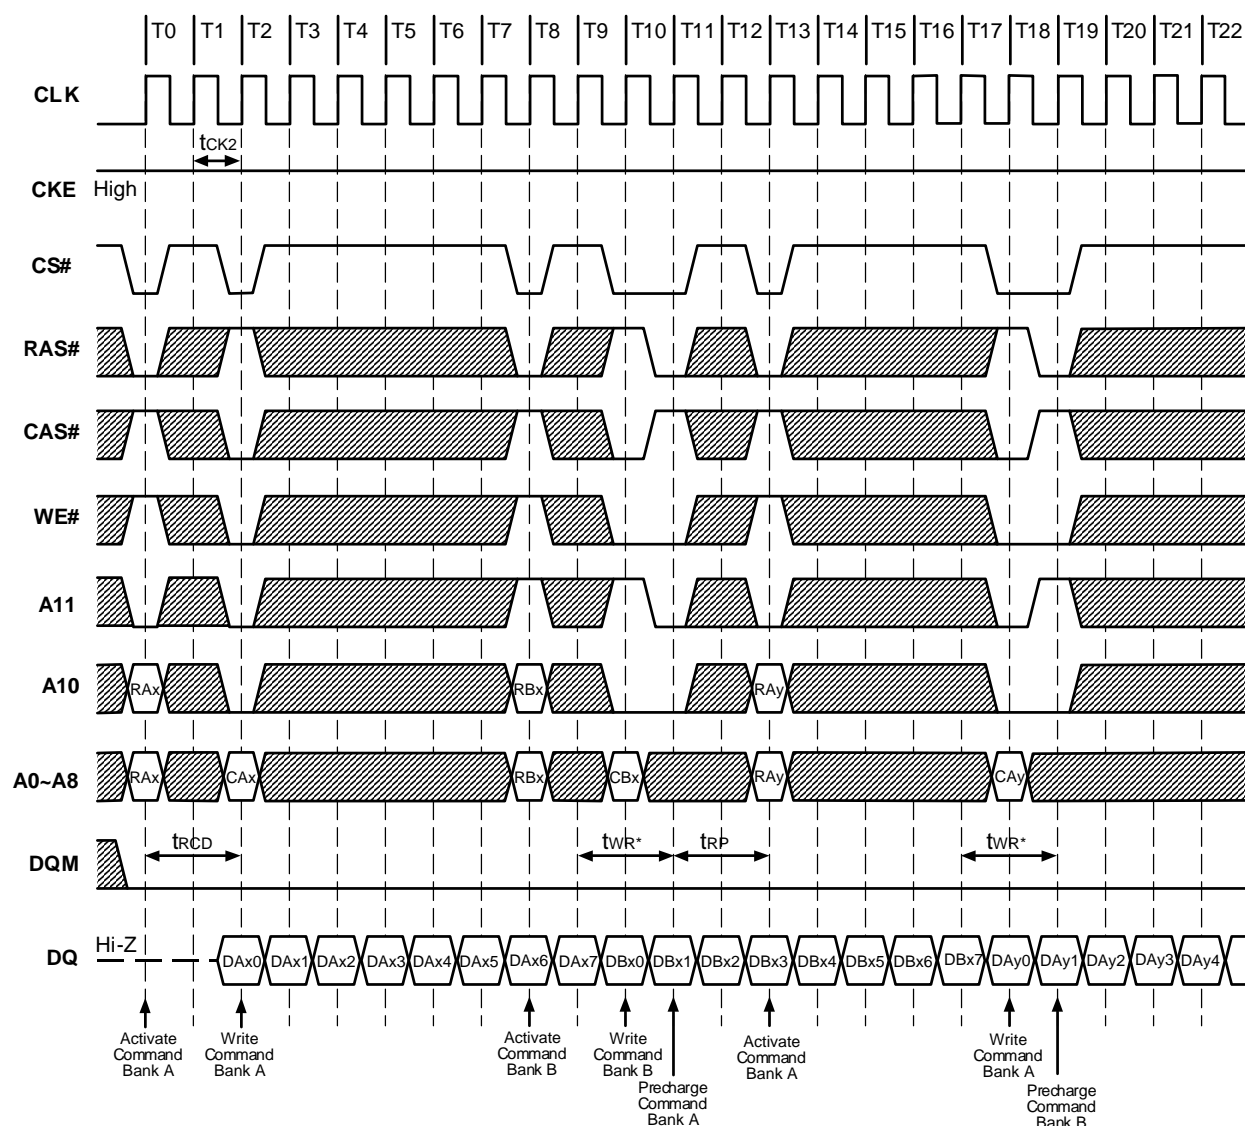 T0 T1 T2 T3 T4 T5 T6 T7 T8 T9 T10 T11 T12 T13 T14 T15 T16 T17 T18 T19 T20 T21 T22
CLK
tCK2
CKE High
CS#
RAS#
CAS#
WE#
A11
A10 RAx RBx RAy
A0~A8 RAx CAx RBx CBx RAy CAy
tRCD tWR* tRP tWR*
DQM
Hi-Z
DQ DAx0 DAx1 DAx2 DAx3 DAx4 DAx5 DAx6 DAx7 DBx0 DBx1 DBx2 DBx3 DBx4 DBx5 DBx6 DBx7 DAy0 DAy1 DAy2 DAy3 DAy4
Activate
Command
Bank A
Write
Command
Bank A
Activate
Command
Bank B
Write
Command
Bank B
Precharge
Command
Bank A
Activate
Command
Bank A
Write
Command
Bank A
Precharge
Command
Bank B